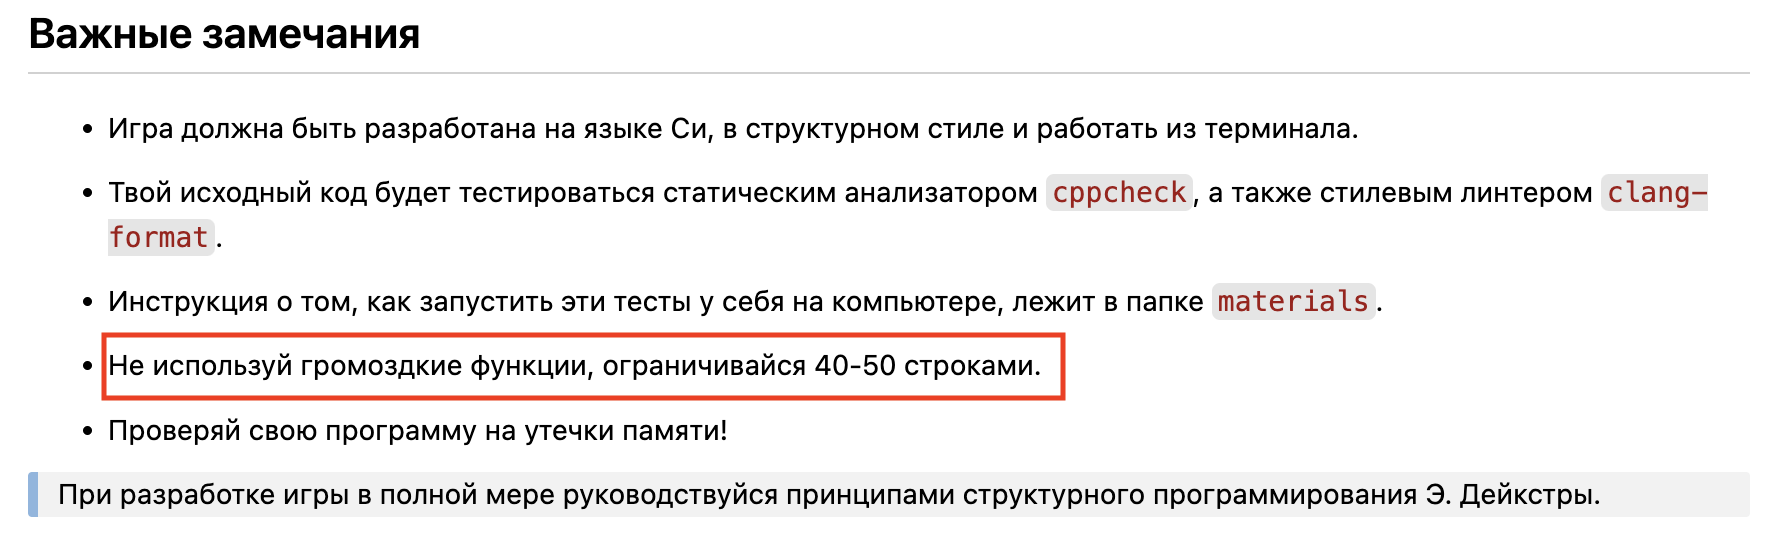 Важные замечания
• Игра должна быть разработана на языке Си, в структурном стиле и работать из терминала.
• Твой исходный код будет тестироваться статическим анализатором cppcheck, а также стилевым линтером clang-
format.
• Инструкция о том, как запустить эти тесты у себя на компьютере, лежит в папке materials.
• Не используй громоздкие функции, ограничивайся 40-50 строками.
• Проверяй свою программу на утечки памяти!
При разработке игры в полной мере руководствуйся принципами структурного программирования Э. Дейкстры.